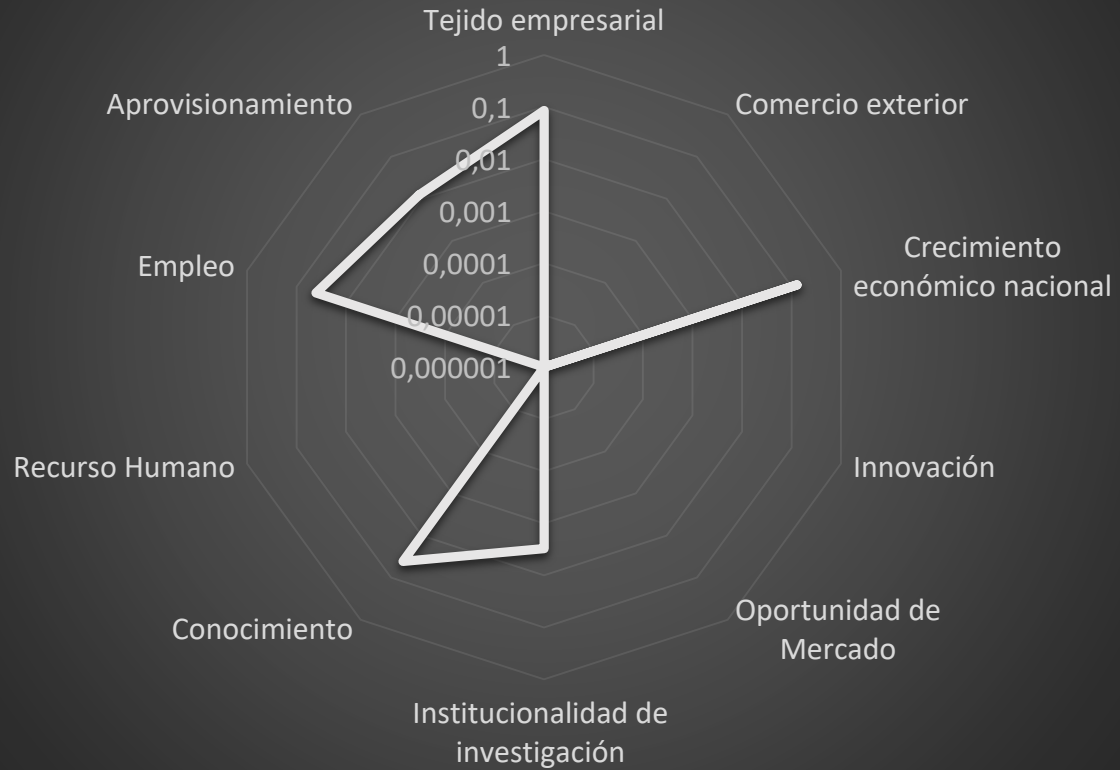 Tejido empresarial
1
0,1
0,01
0,001
0,0001
0,00001
0,000001
Comercio exterior
Crecimiento
económico nacional
Innovación
Oportunidad de
Mercado
Institucionalidad de
investigación
Conocimiento
Recurso Humano
Empleo
Aprovisionamiento